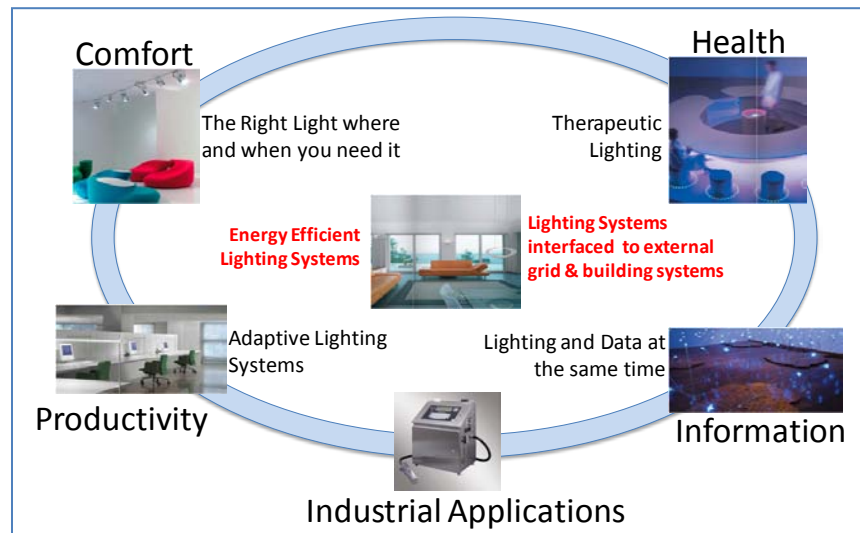 Comfort
Health
The Right Light where
and when you need it
Therapeutic
Lighting
Energy Efficient
Lighting Systems
Lighting Systems
interfaced to external
grid & building systems
Adaptive Lighting
Systems
Lighting and Data at
the same time
Productivity
Information
Industrial Applications